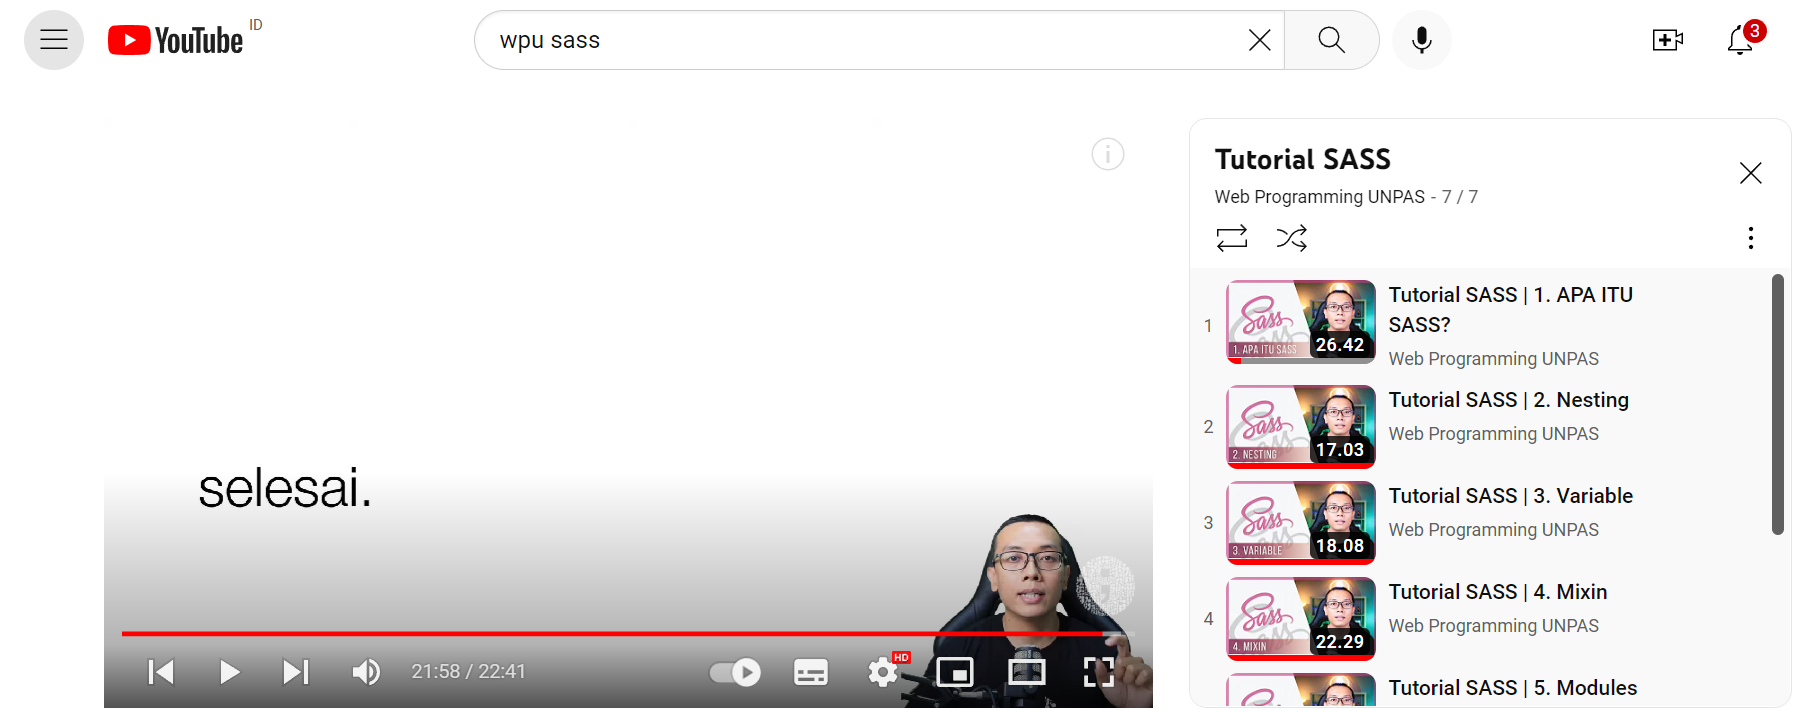 YouTube ID
wpu sass
3
selesai.
21:58 / 22:41
HD
Tutorial SASS
Web Programming UNPAS - 7 / 7
1
Sass
1. APA ITU SASS
26.42
Tutorial SASS | 1. APA ITU
SASS?
Web Programming UNPAS
2
Sass
2. NESTING
17.03
Tutorial SASS | 2. Nesting
Web Programming UNPAS
3
Sass
3. VARIABLE
18.08
Tutorial SASS | 3. Variable
Web Programming UNPAS
4
Sass
4. MIXIN
22.29
Tutorial SASS | 4. Mixin
Web Programming UNPAS
Tutorial SASS | 5. Modules